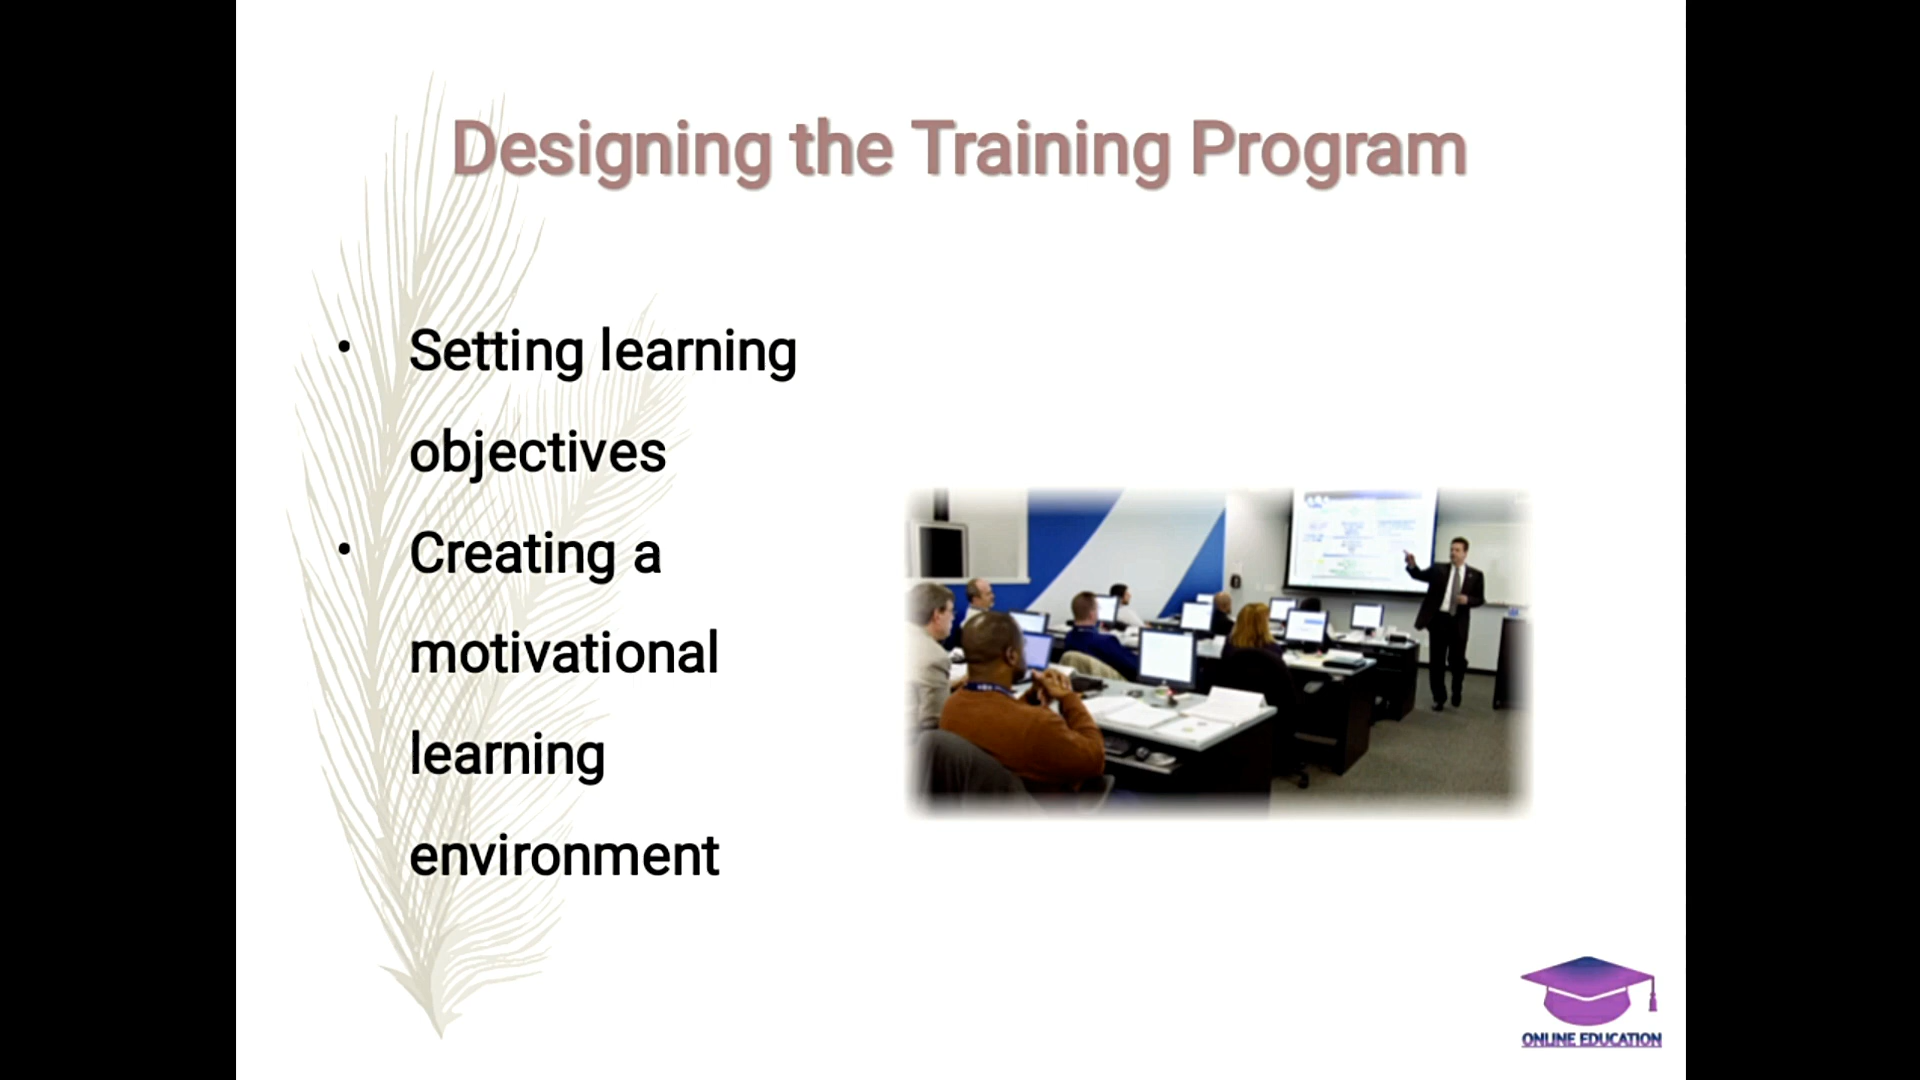 Designing the Training Program
• Setting learning
objectives
• Creating a
motivational
learning
environment
ONLINE EDUCATION